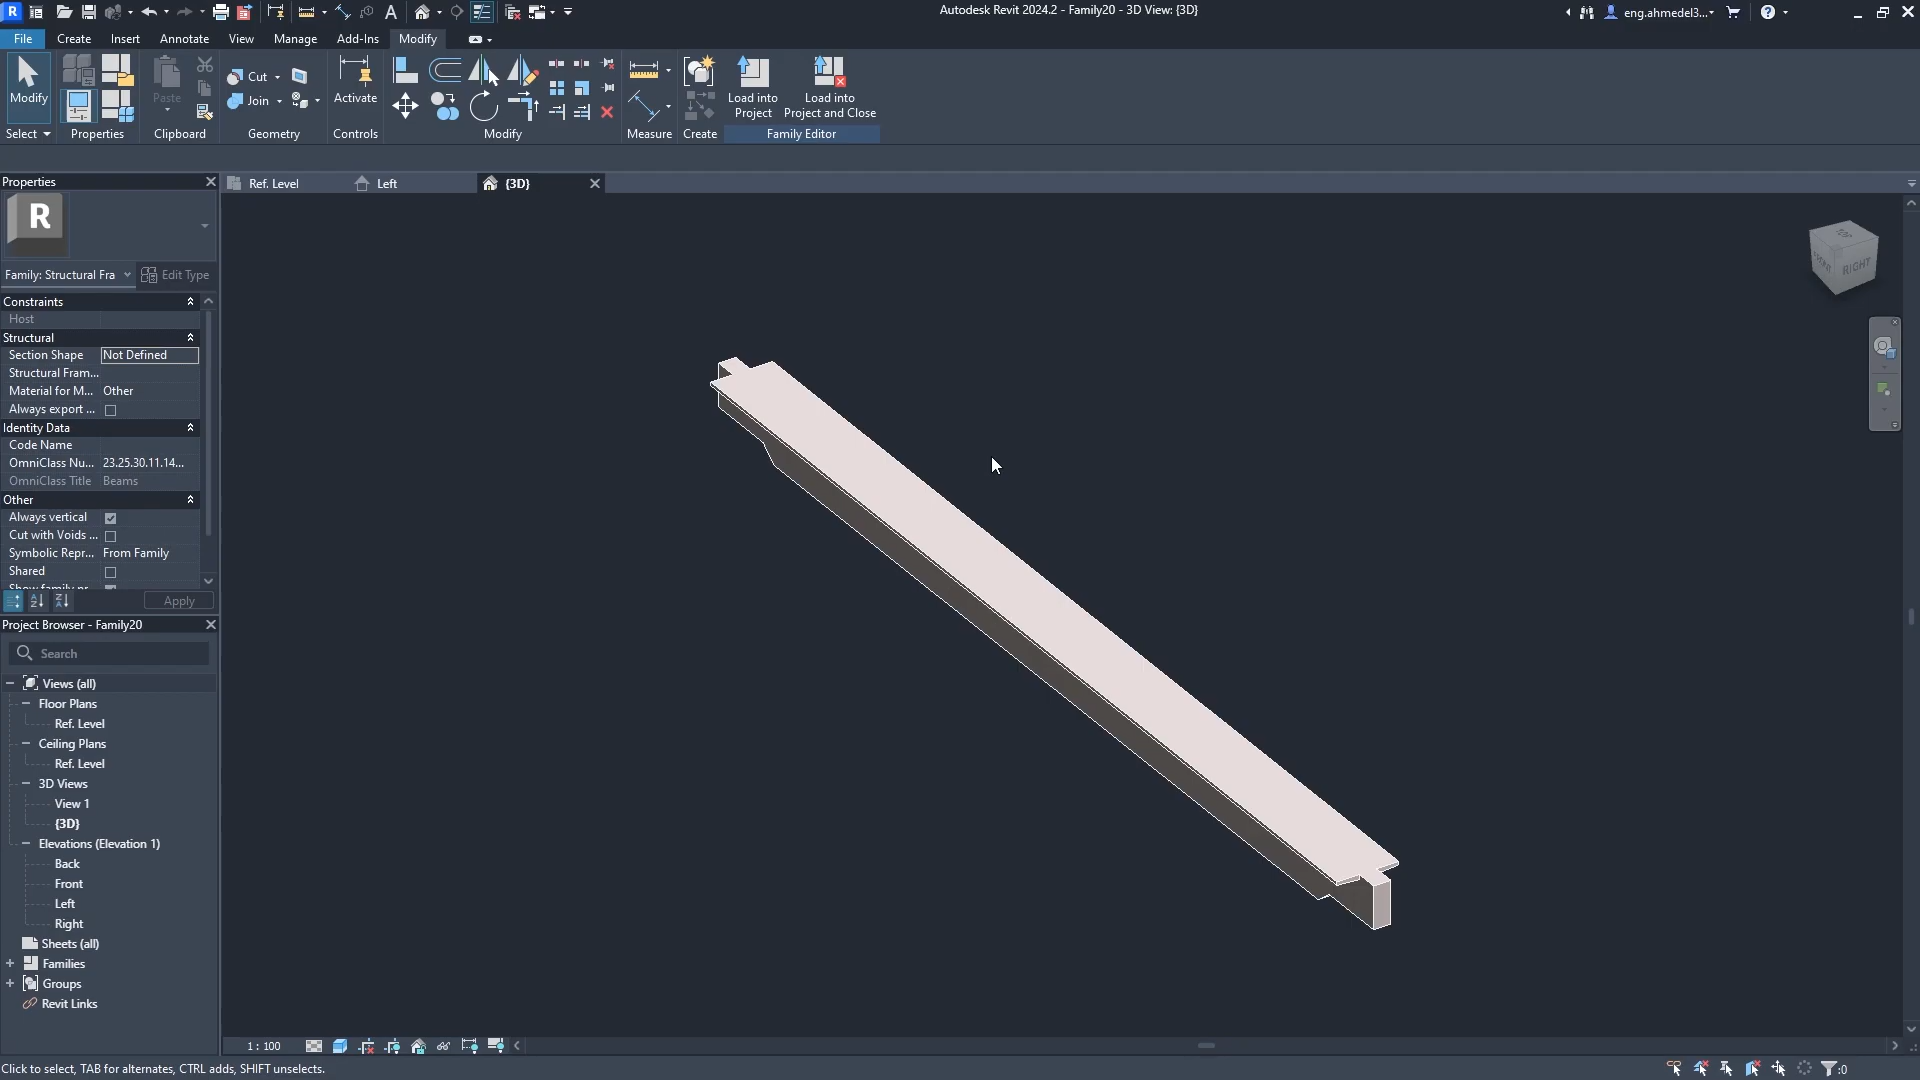 Autodesk Revit 2024.2 - Family20 - 3D View: {3D}
eng.ahmedel3...
File Create Insert Annotate View Manage Add-Ins Modify
Modify
Paste
Cut
Join
Activate
Load into Project
Load into Project and Close
Select Properties Clipboard Geometry Controls Modify Measure Create Family Editor
Properties
Ref. Level
Left
{3D}
R
Family: Structural Fra
Edit Type
Constraints
Host
Structural
Section Shape Not Defined
Structural Fram...
Material for M... Other
Always export ...
Identity Data
Code Name
OmniClass Nu... 23.25.30.11.14...
OmniClass Title Beams
Other
Always vertical
Cut with Voids ...
Symbolic Repr... From Family
Shared
Apply
Project Browser - Family20
Search
Views (all)
Floor Plans
Ref. Level
Ceiling Plans
Ref. Level
3D Views
View 1
{3D}
Elevations (Elevation 1)
Back
Front
Left
Right
Sheets (all)
Families
Groups
Revit Links
TOP
FRONT
RIGHT
1 : 100
Click to select, TAB for alternates, CTRL adds, SHIFT unselects.
:0